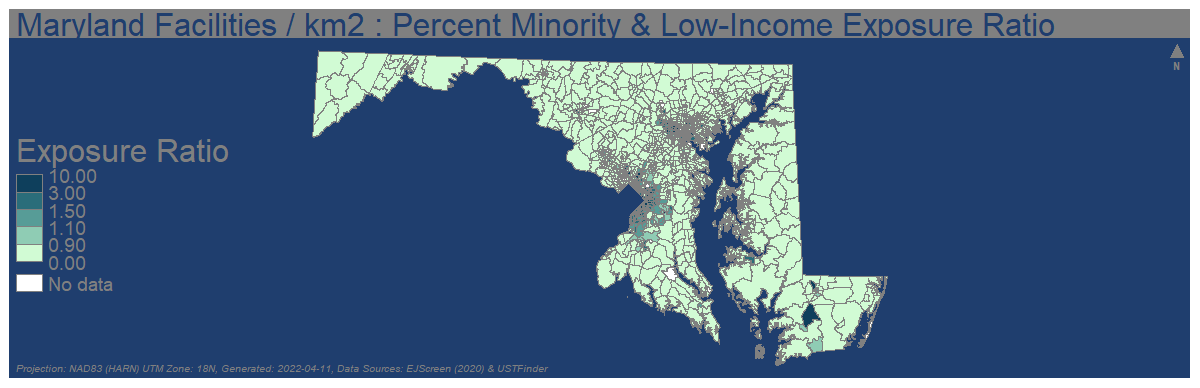 Maryland Facilities / km2 : Percent Minority & Low-Income Exposure Ratio
N
Exposure Ratio
10.00
3.00
1.50
1.10
0.90
0.00
No data
Projection: NAD83 (HARN) UTM Zone: 18N, Generated: 2022-04-11, Data Sources: EJScreen (2020) & USTFinder